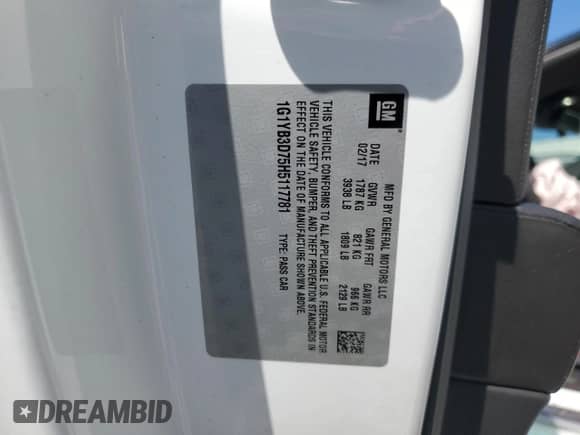 GM
MFD BY GENERAL MOTORS LLC
DATE GVWR GAWR FRT GAWR RR
02/17 1787 KG 821 KG 966 KG
3938 LB 1809 LB 2129 LB
THIS VEHICLE CONFORMS TO ALL APPLICABLE U.S. FEDERAL MOTOR
VEHICLE SAFETY, BUMPER, AND THEFT PREVENTION STANDARDS IN
EFFECT ON THE DATE OF MANUFACTURE SHOWN ABOVE.
1G1YB3D75H5117781 TYPE: PASS CAR
DREAMBID